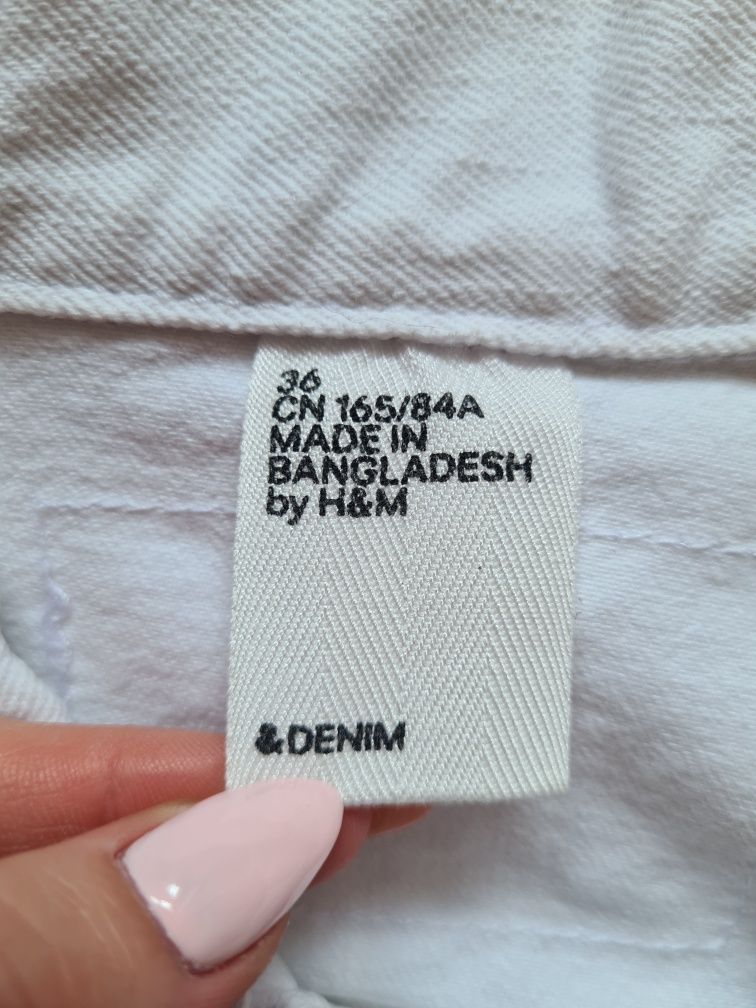 36
CN 165/84A
MADE IN
BANGLADESH
by H&M
&DENIM